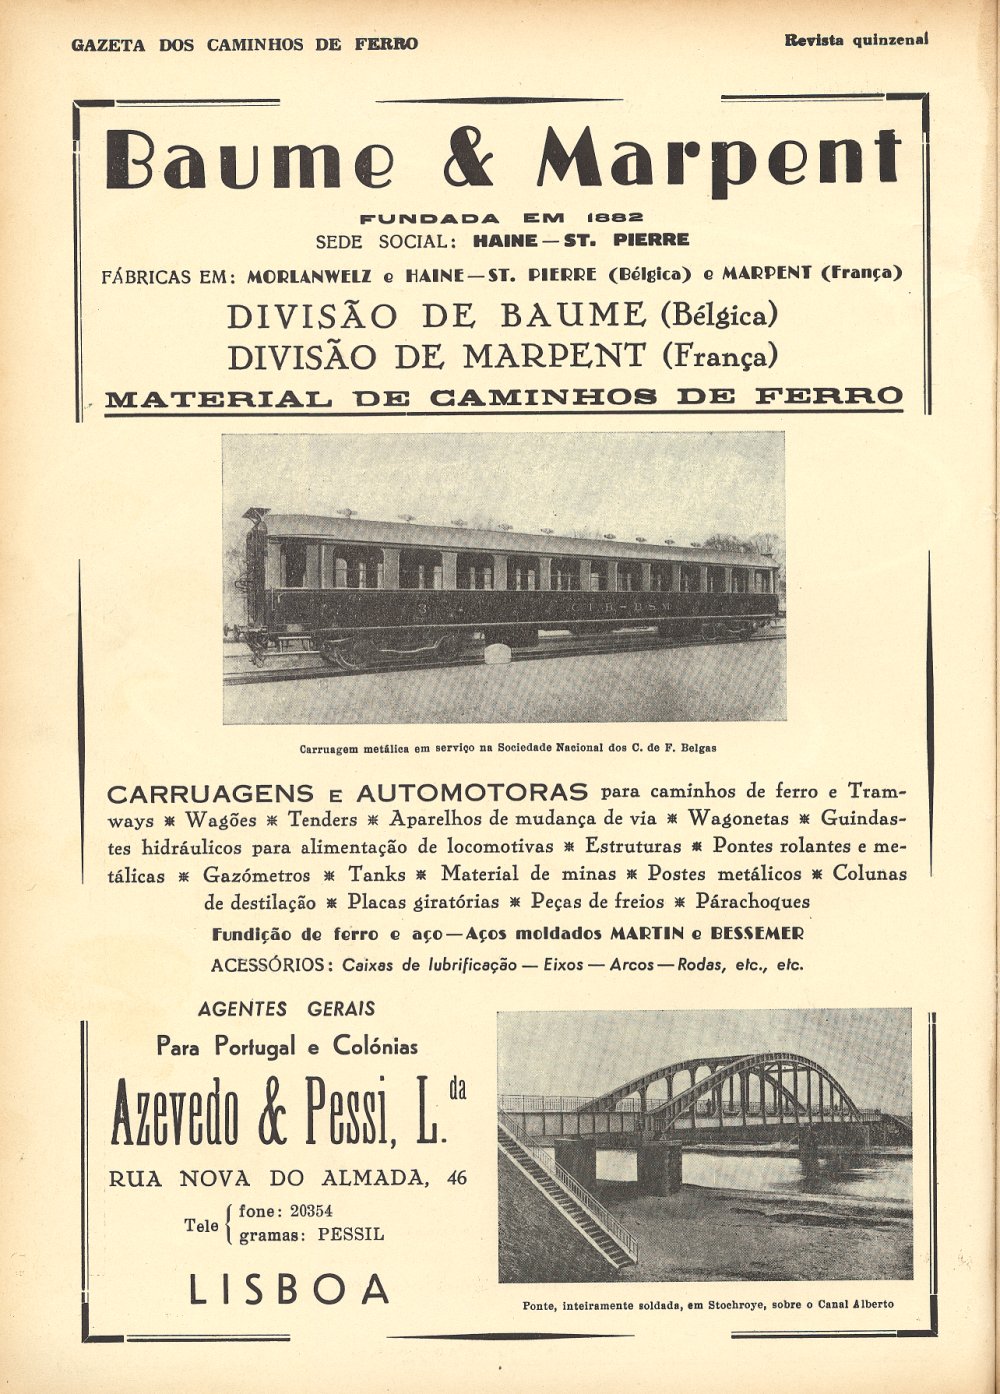 GAZETA DOS CAMINHOS DE FERRO
Revista quinzenal
Baume & Marpent
FUNDADA EM 1882
SEDE SOCIAL: HAINE—ST. PIERRE
FÁBRICAS EM: MORLANWELZ e HAINE—ST. PIERRE (Bélgica) e MARPENT (França)
DIVISÃO DE BAUME (Bélgica)
DIVISÃO DE MARPENT (França)
MATERIAL DE CAMINHOS DE FERRO
3
Carruagem metálica em serviço na Sociedade Nacional dos C. de F. Belgas
CARRUAGENS E AUTOMOTORAS para caminhos de ferro e Tram-
ways * Wagões * Tenders * Aparelhos de mudança de via * Wagonetas * Guindas-
tes hidráulicos para alimentação de locomotivas * Estruturas * Pontes rolantes e me-
tálicas * Gazómetros * Tanks * Material de minas * Postes metálicos * Colunas
de destilação * Placas giratórias * Peças de freios * Párachoques
Fundição de ferro e aço—Aços moldados MARTIN e BESSEMER
ACESSÓRIOS: Caixas de lubrificação — Eixos — Arcos — Rodas, etc., etc.
AGENTES GERAIS
Para Portugal e Colónias
Azevedo & Pessi, L.da
RUA NOVA DO ALMADA, 46
Tele { fone: 20354
gramas: PESSIL
LISBOA
Ponte, inteiramente soldada, em Stochroye, sobre o Canal Alberto